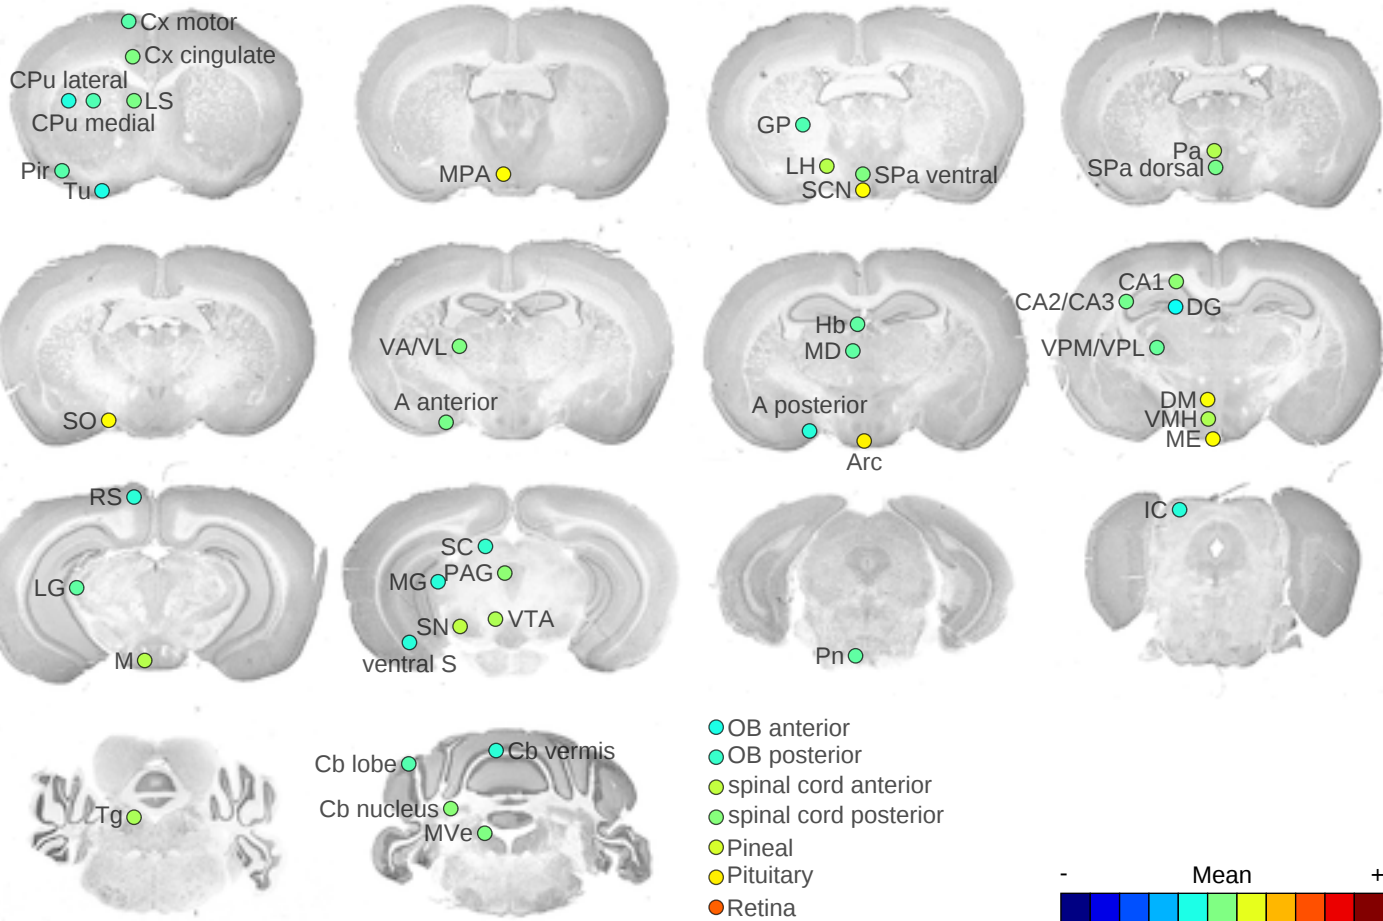 Cx motor
Cx cingulate
CPu lateral
LS
CPu medial
Pir
Tu
MPA
GP
LH
SPa ventral
SCN
Pa
SPa dorsal
SO
VA/VL
A anterior
Hb
MD
A posterior
Arc
CA1
CA2/CA3
DG
VPM/VPL
DM
VMH
ME
RS
LG
M
SC
MG
PAG
SN
VTA
ventral S
Pn
IC
Tg
Cb lobe
Cb vermis
Cb nucleus
MVe
OB anterior
OB posterior
spinal cord anterior
spinal cord posterior
Pineal
Pituitary
Retina
- Mean +